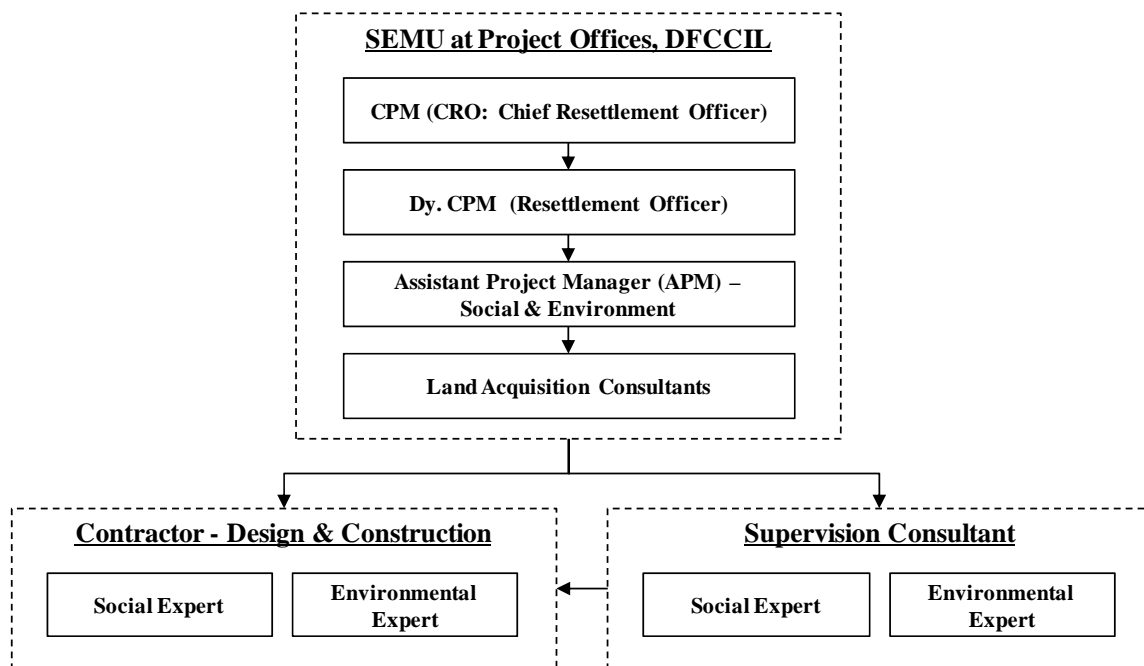 SEMU at Project Offices, DFCCIL
CPM (CRO: Chief Resettlement Officer)
Dy. CPM (Resettlement Officer)
Assistant Project Manager (APM) –
Social & Environment
Land Acquisition Consultants
Contractor - Design & Construction
Social Expert
Environmental
Expert
Supervision Consultant
Social Expert
Environmental
Expert